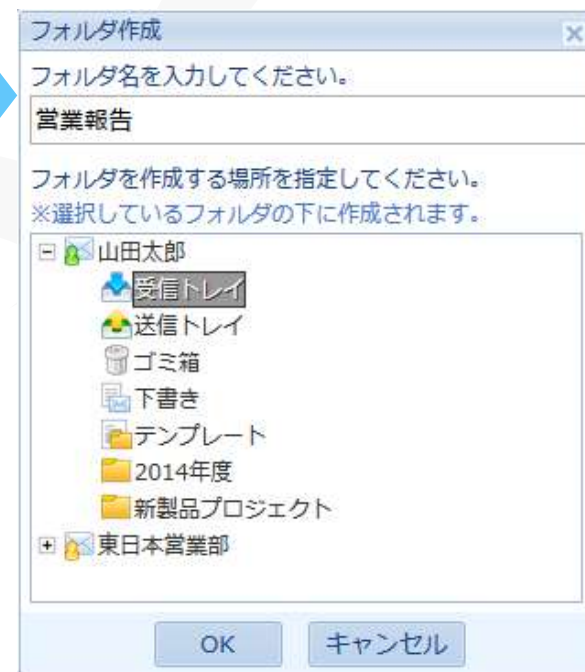 フォルダ作成
フォルダ名を入力してください。
営業報告
フォルダを作成する場所を指定してください。
※選択しているフォルダの下に作成されます。
山田太郎
受信トレイ
送信トレイ
ゴミ箱
下書き
テンプレート
2014年度
新製品プロジェクト
東日本営業部
OK
キャンセル